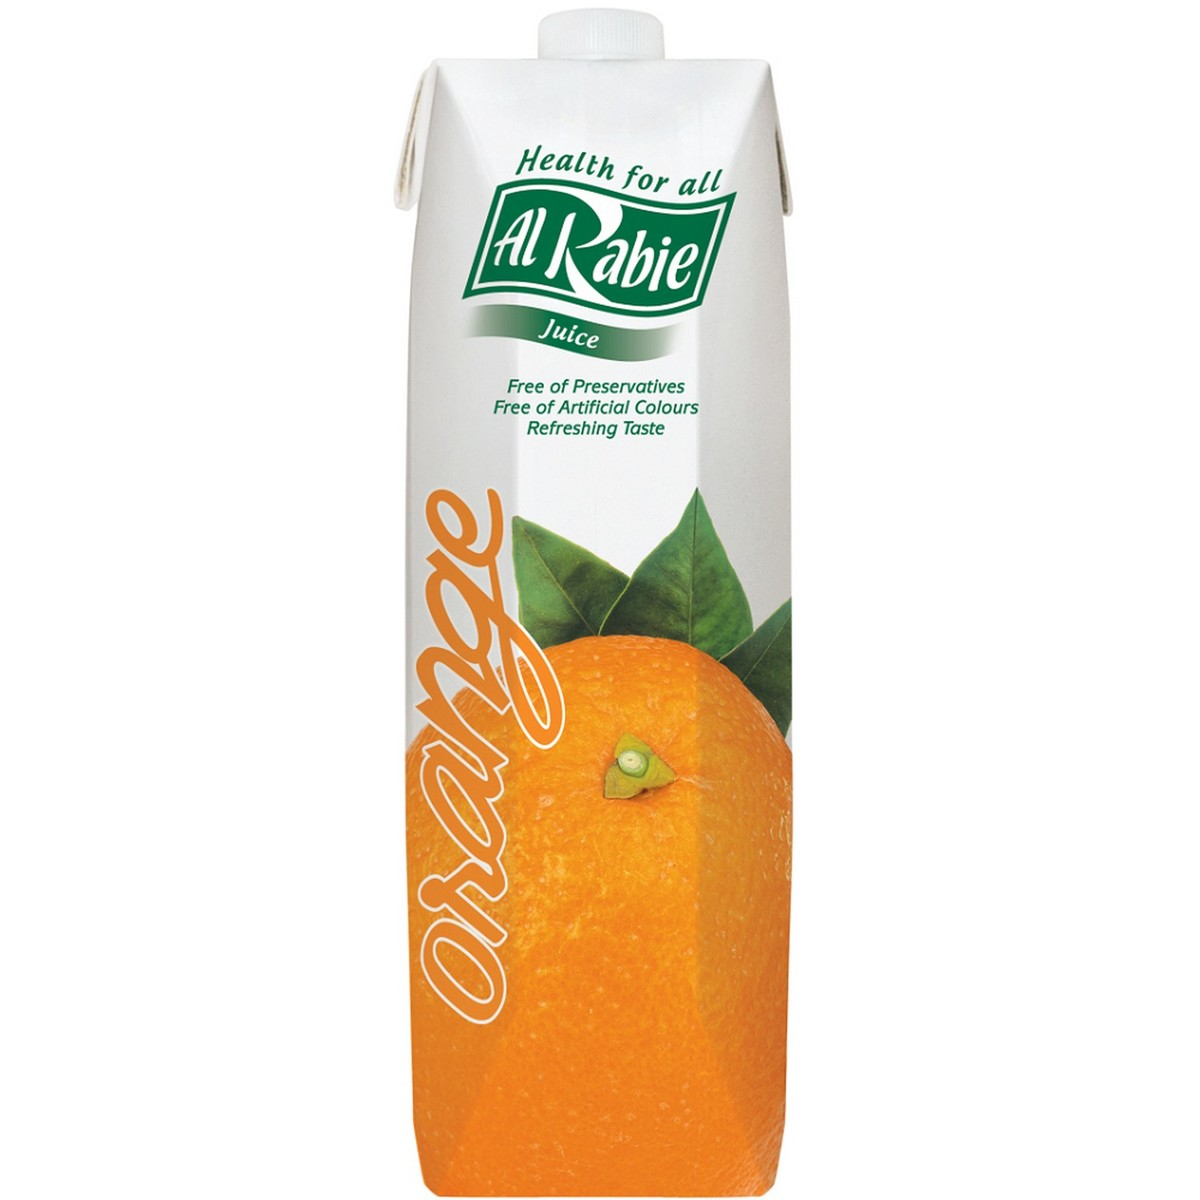 Health for all
Al Rabie
Juice
Free of Preservatives
Free of Artificial Colours
Refreshing Taste
orange